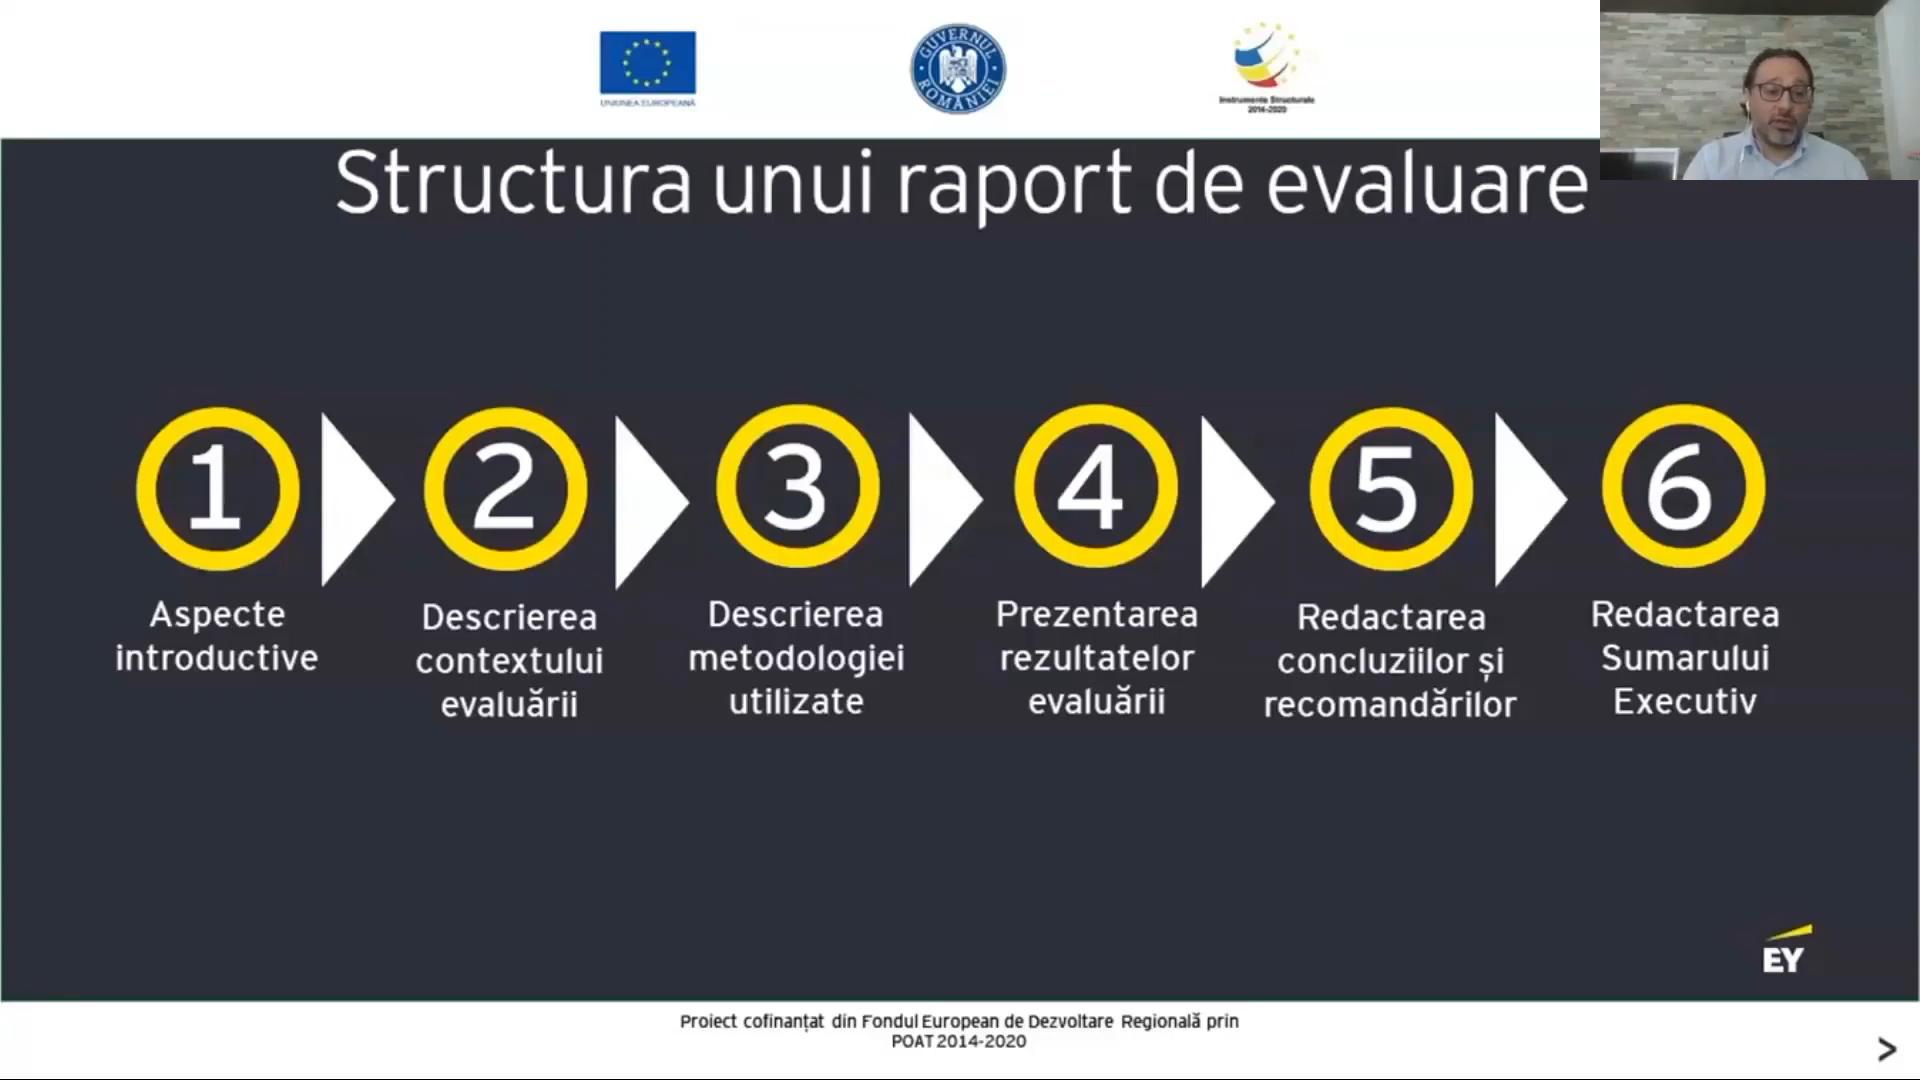 UNIUNEA EUROPEANĂ
GUVERNUL
ROMÂNIEI
Instrumente Structurale
2014-2020
Structura unui raport de evaluare
1
2
3
4
5
6
Aspecte
introductive
Descrierea
contextului
evaluării
Descrierea
metodologiei
utilizate
Prezentarea
rezultatelor
evaluării
Redactarea
concluziilor și
recomandărilor
Redactarea
Sumarului
Executiv
EY
Proiect cofinanțat din Fondul European de Dezvoltare Regională prin
POAT 2014-2020
>